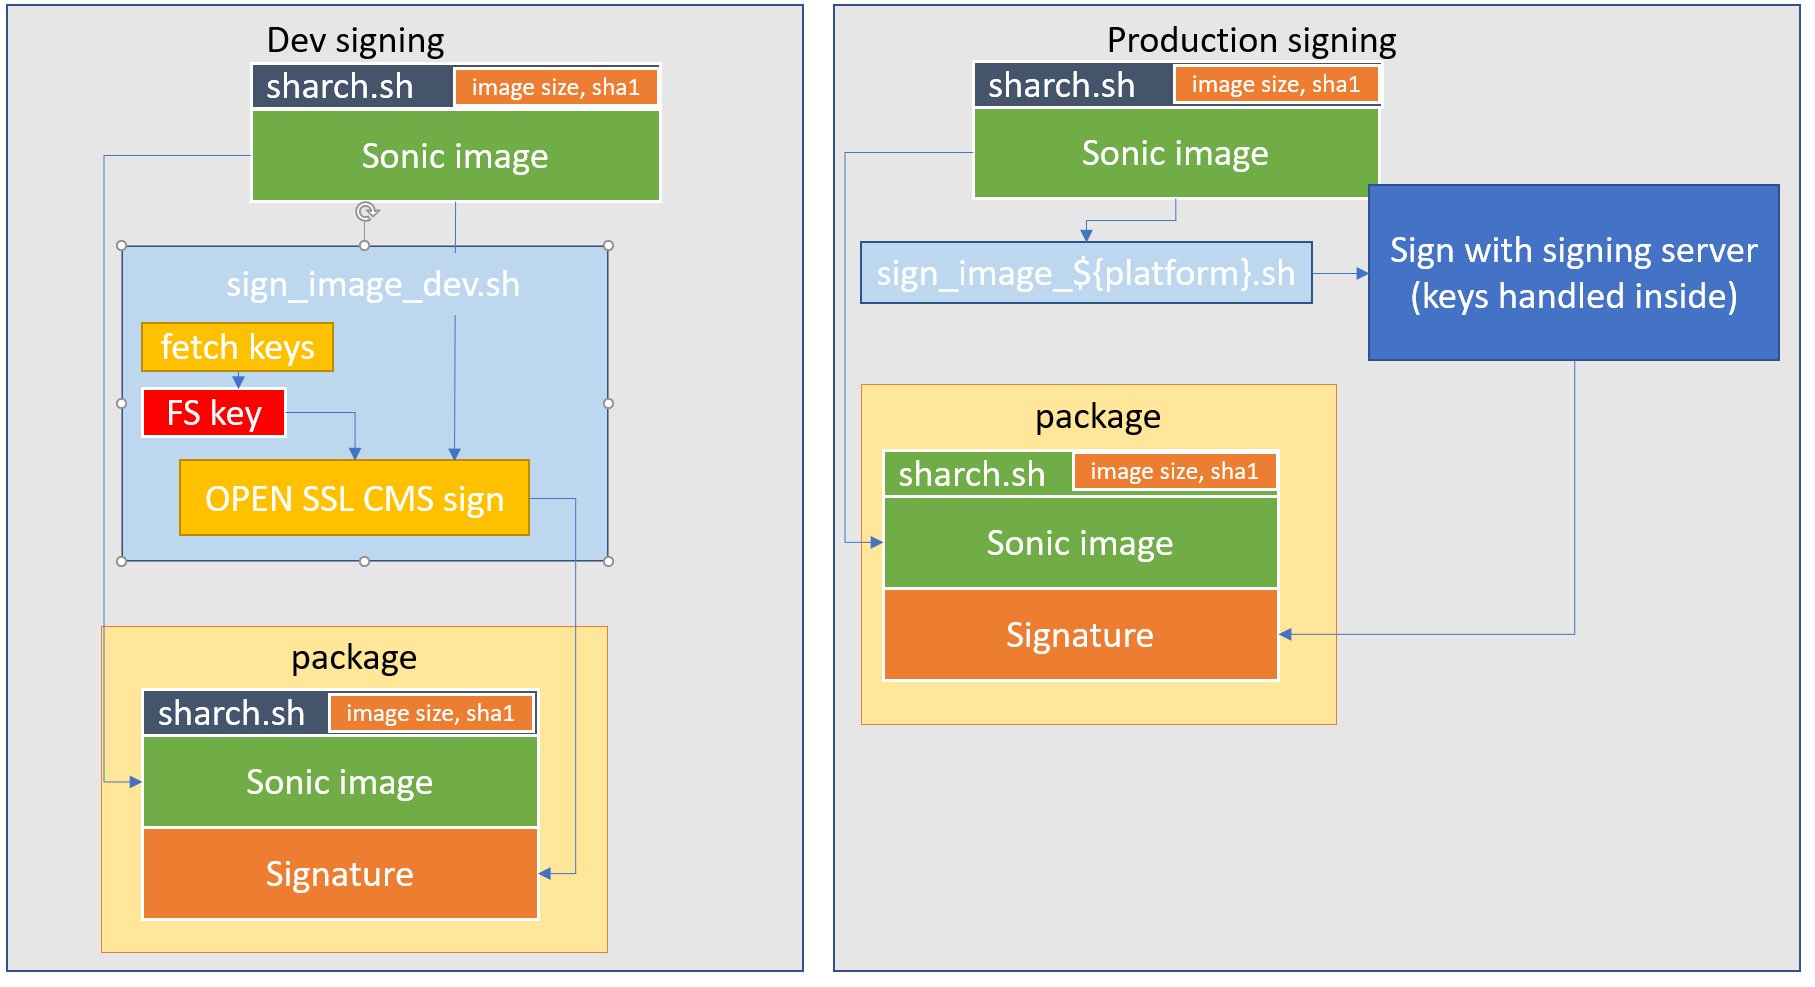 Dev signing
sharch.sh
image size, sha1
Sonic image
sign_image_dev.sh
fetch keys
FS key
OPEN SSL CMS sign
package
sharch.sh
image size, sha1
Sonic image
Signature
Production signing
sharch.sh
image size, sha1
Sonic image
sign_image_${platform}.sh
Sign with signing server
(keys handled inside)
package
sharch.sh
image size, sha1
Sonic image
Signature